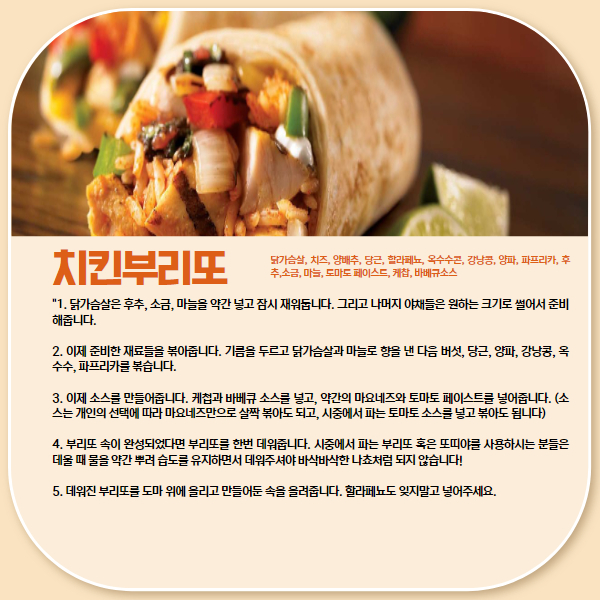 치킨부리또
닭가슴살, 치즈, 양배추, 당근, 할라페뇨, 옥수수콘, 강낭콩, 양파, 파프리카, 후
추,소금, 마늘, 토마토 페이스트, 케찹, 바베큐소스
"1. 닭가슴살은 후추, 소금, 마늘을 약간 넣고 잠시 재워둡니다. 그리고 나머지 야채들은 원하는 크기로 썰어서 준비
해줍니다.
2. 이제 준비한 재료들을 볶아줍니다. 기름을 두르고 닭가슴살과 마늘로 향을 낸 다음 버섯, 당근, 양파, 강낭콩, 옥
수수, 파프리카를 볶습니다.
3. 이제 소스를 만들어줍니다. 케첩과 바베큐 소스를 넣고, 약간의 마요네즈와 토마토 페이스트를 넣어줍니다. (소
스는 개인의 선택에 따라 마요네즈만으로 살짝 볶아도 되고, 시중에서 파는 토마토 소스를 넣고 볶아도 됩니다)
4. 부리또 속이 완성되었다면 부리또를 한번 데워줍니다. 시중에서 파는 부리또 혹은 또띠야를 사용하시는 분들은
데울 때 물을 약간 뿌려 습도를 유지하면서 데워주셔야 바삭바삭한 나쵸처럼 되지 않습니다!
5. 데워진 부리또를 도마 위에 올리고 만들어둔 속을 올려줍니다. 할라페뇨도 잊지말고 넣어주세요.